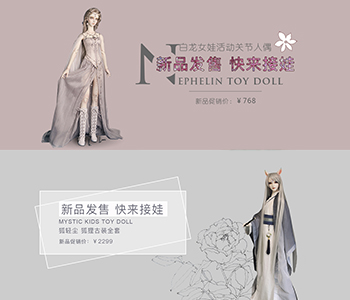 白龙女娃活动关节人偶
新品发售 快来接娃
NEPHELIN TOY DOLL
新品促销价：￥768
新品发售 快来接娃
MYSTIC KIDS TOY DOLL
狐轻尘 狐狸古装全套
新品促销价：￥2299